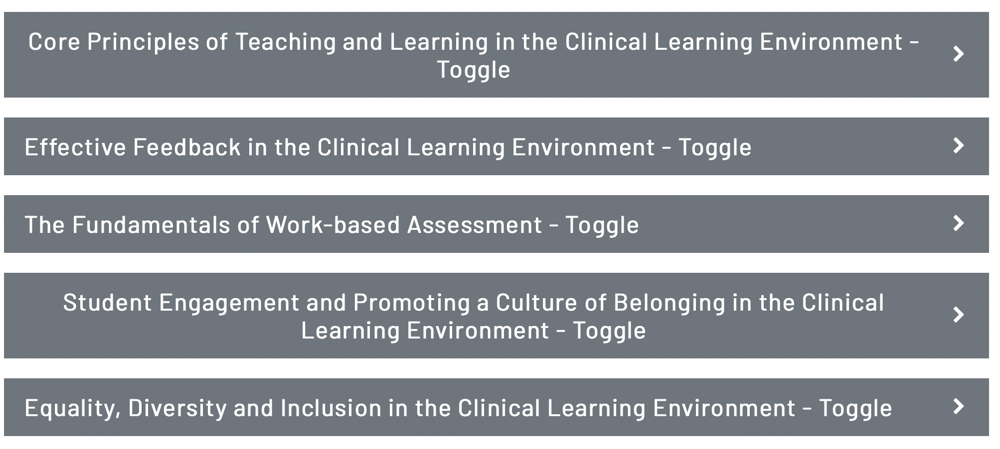 Core Principles of Teaching and Learning in the Clinical Learning Environment -
Toggle
Effective Feedback in the Clinical Learning Environment - Toggle
The Fundamentals of Work-based Assessment - Toggle
Student Engagement and Promoting a Culture of Belonging in the Clinical
Learning Environment - Toggle
Equality, Diversity and Inclusion in the Clinical Learning Environment - Toggle